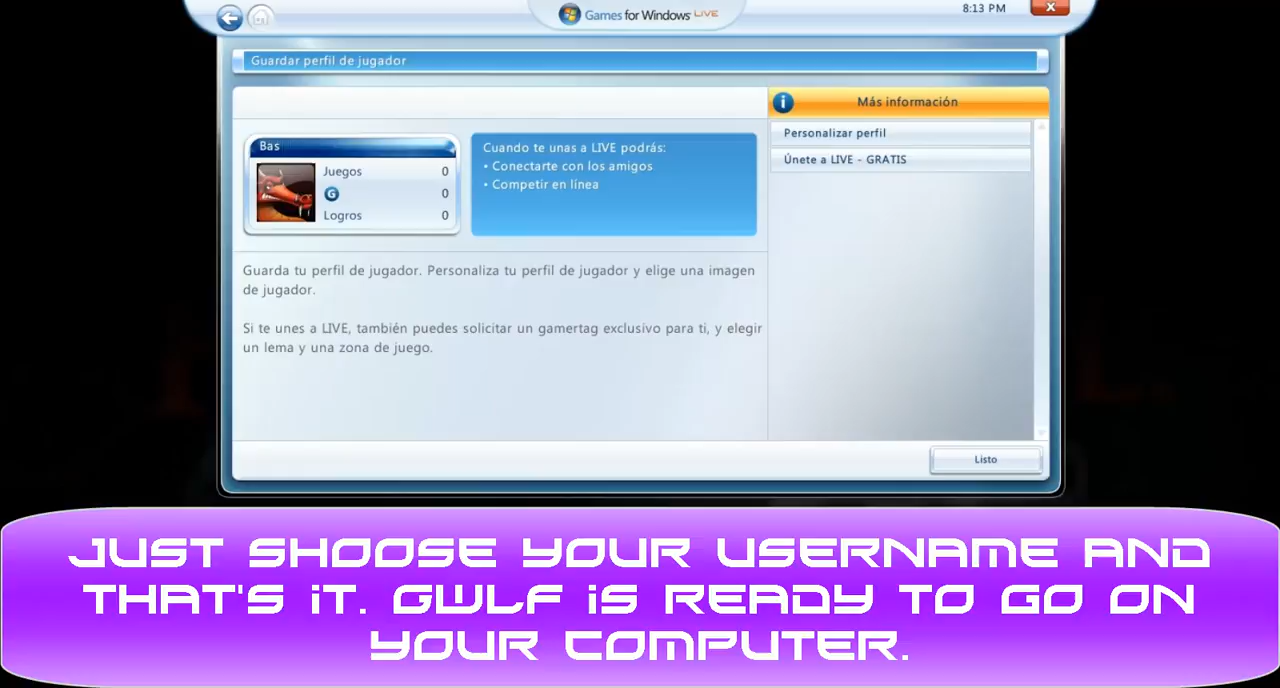 Games for Windows LIVE
8:13 PM
X
Guardar perfil de jugador
Bas
Juegos 0
G 0
Logros 0
Cuando te unas a LIVE podrás:
• Conectarte con los amigos
• Competir en línea
Guarda tu perfil de jugador. Personaliza tu perfil de jugador y elige una imagen
de jugador.
Si te unes a LIVE, también puedes solicitar un gamertag exclusivo para ti, y elegir
un lema y una zona de juego.
i Más información
Personalizar perfil
Únete a LIVE - GRATIS
Listo
JUST SHOOSE YOUR USERNAME AND
THAT'S IT. GWLF IS READY TO GO ON
YOUR COMPUTER.